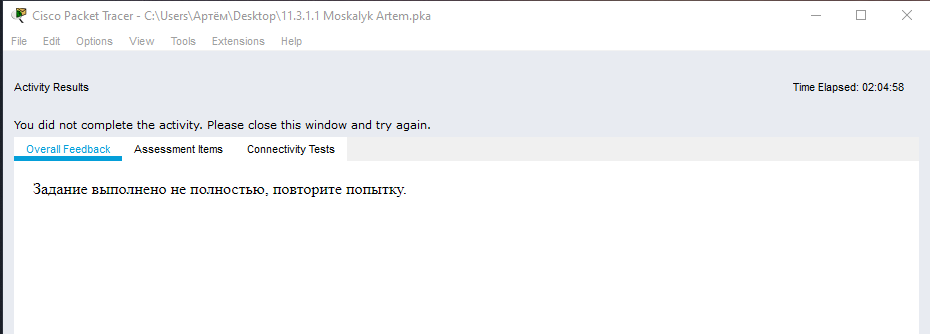 Cisco Packet Tracer - C:\Users\Артём\Desktop\11.3.1.1 Moskalyk Artem.pka
File Edit Options View Tools Extensions Help
Activity Results Time Elapsed: 02:04:58
You did not complete the activity. Please close this window and try again.
Overall Feedback Assessment Items Connectivity Tests
Задание выполнено не полностью, повторите попытку.